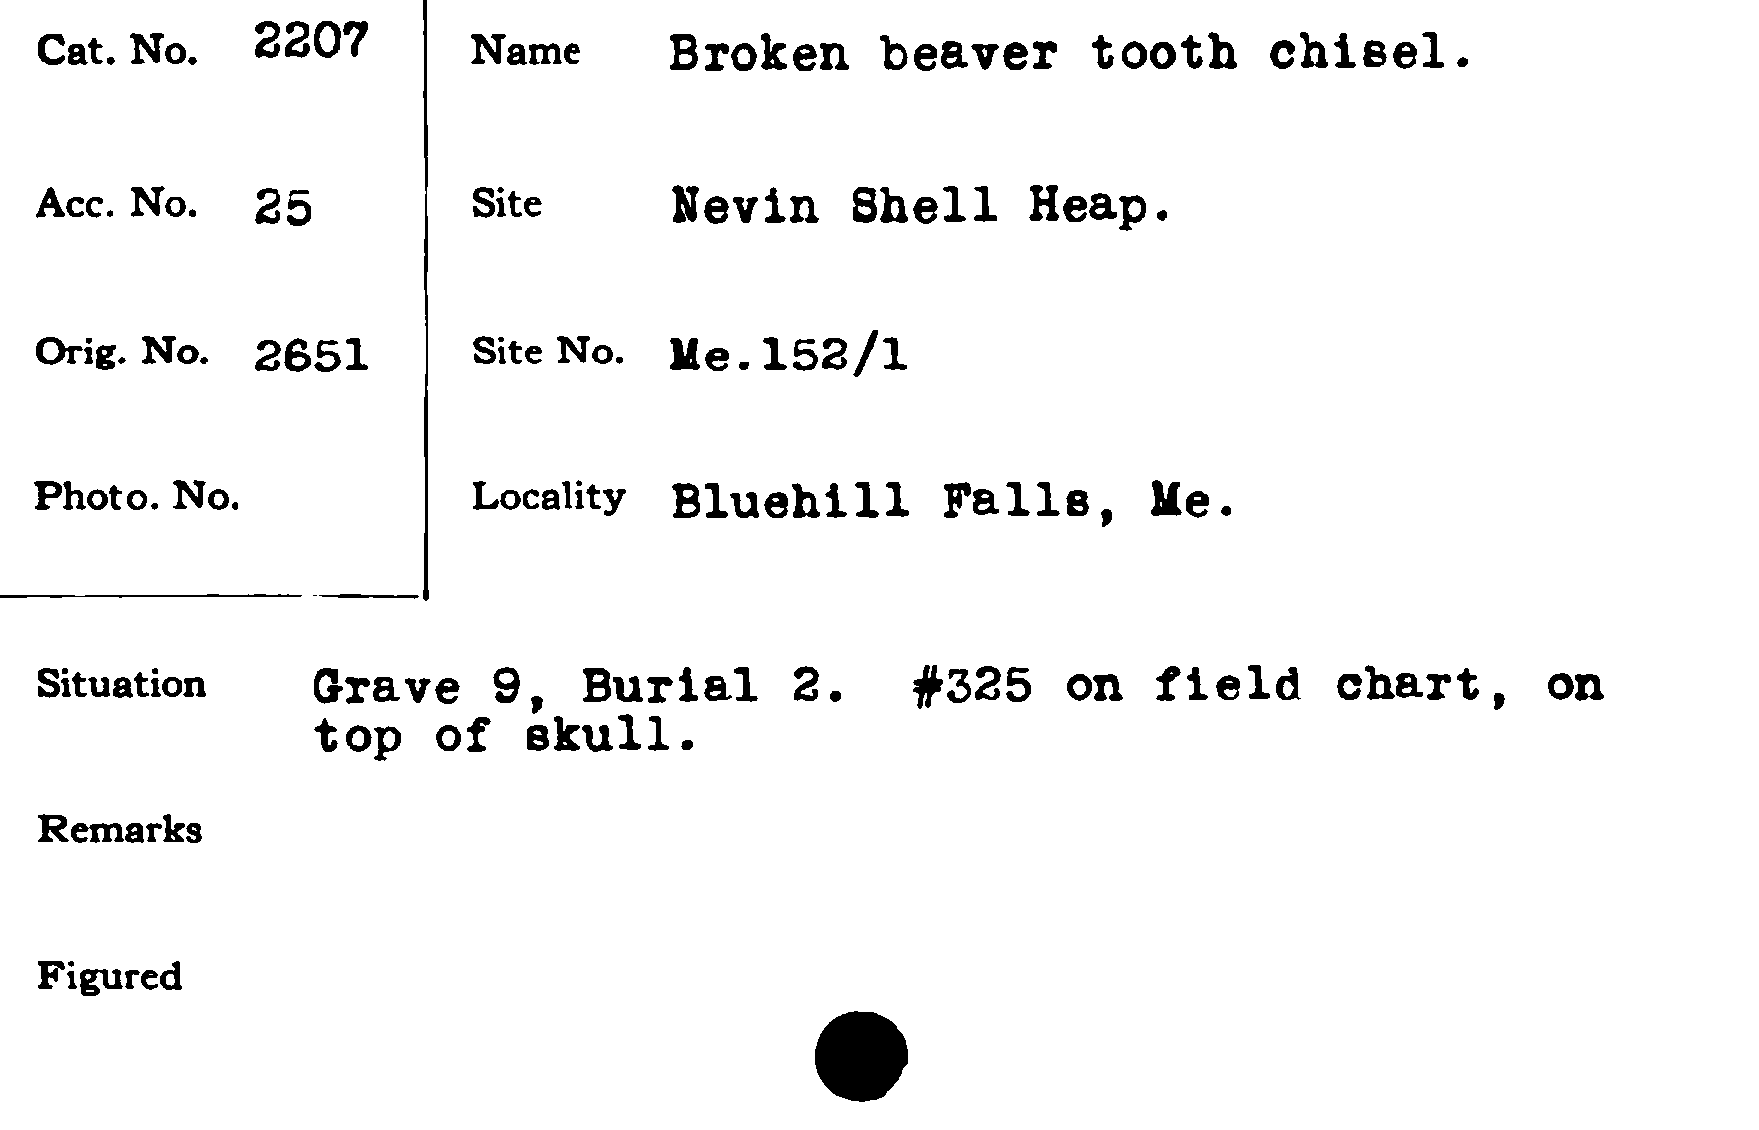 Cat. No. 2207
Name Broken beaver tooth chisel.
Acc. No. 25
Site Nevin Shell Heap.
Orig. No. 2651
Site No. Me.152/1
Photo. No.
Locality Bluehill Falls, Me.
Situation Grave 9, Burial 2. #325 on field chart, on
top of skull.
Remarks
Figured